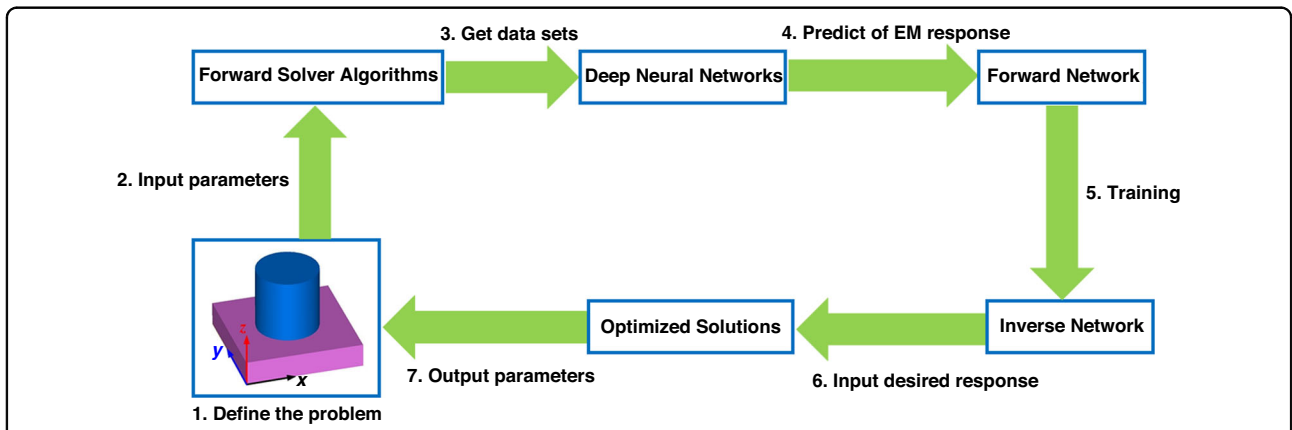 3. Get data sets
4. Predict of EM response
Forward Solver Algorithms
Deep Neural Networks
Forward Network
2. Input parameters
5. Training
z
y
x
Optimized Solutions
Inverse Network
7. Output parameters
6. Input desired response
1. Define the problem